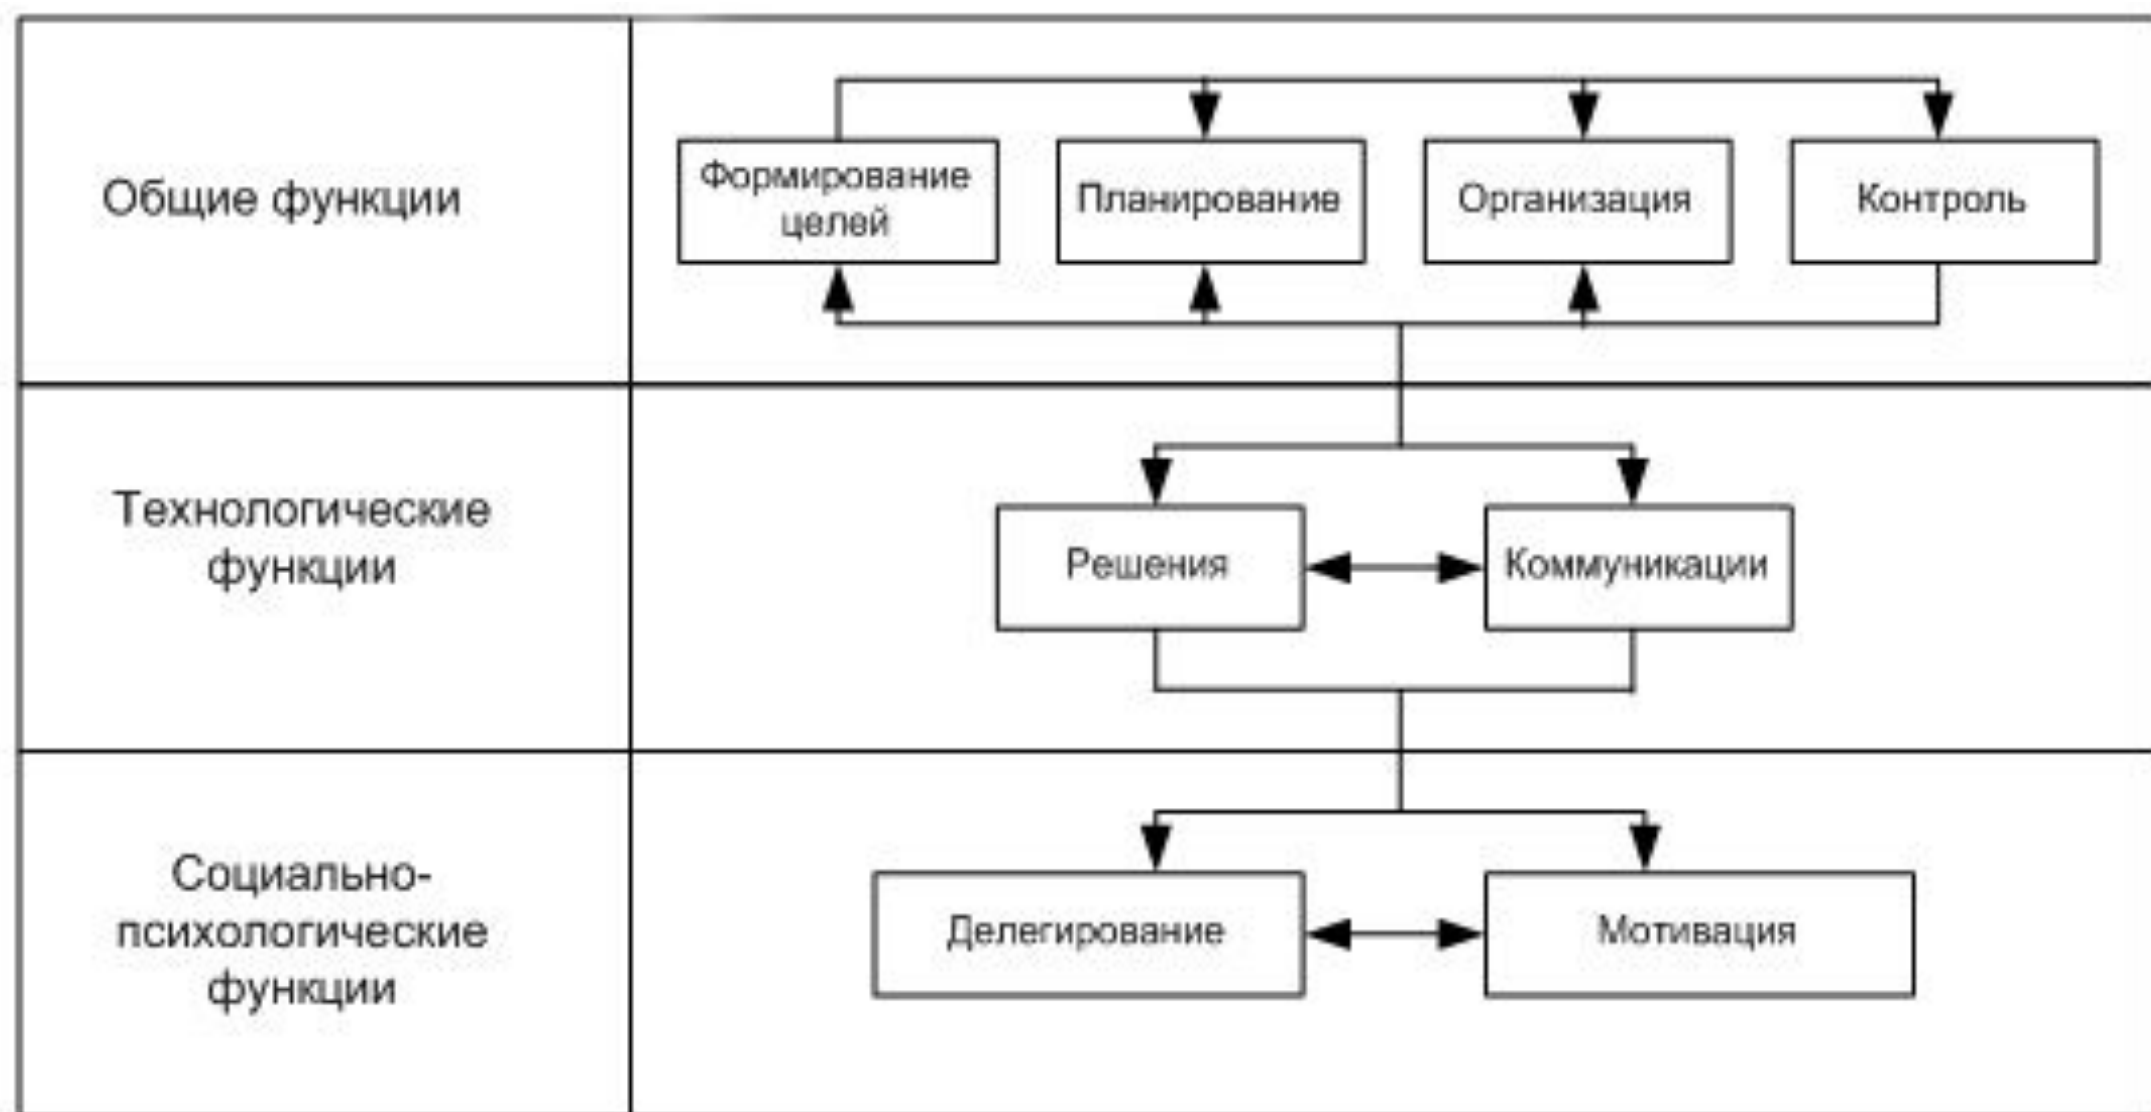 Общие функции
Формирование
целей
Планирование
Организация
Контроль
Технологические
функции
Решения
Коммуникации
Социально-
психологические
функции
Делегирование
Мотивация